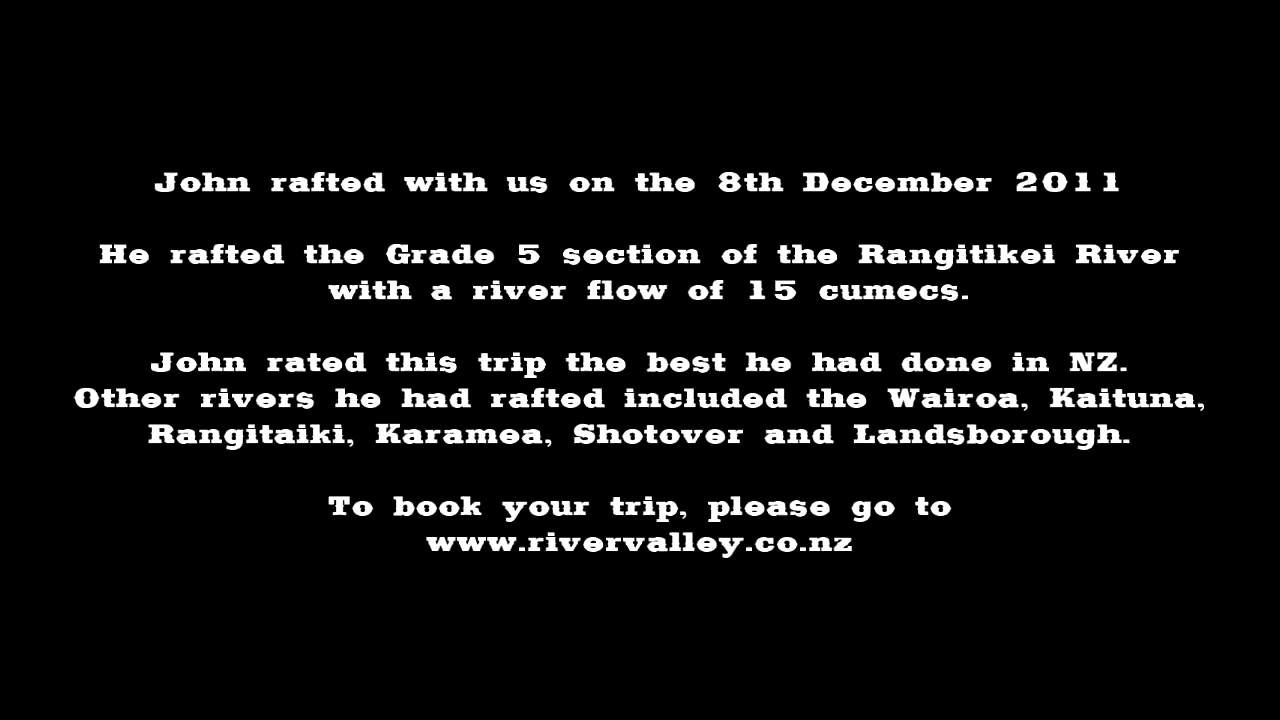 John rafted with us on the 8th December 2011
He rafted the Grade 5 section of the Rangitikei River
with a river flow of 15 cumecs.
John rated this trip the best he had done in NZ.
Other rivers he had rafted included the Wairoa, Kaituna,
Rangitaiki, Karamea, Shotover and Landsborough.
To book your trip, please go to
www.rivervalley.co.nz